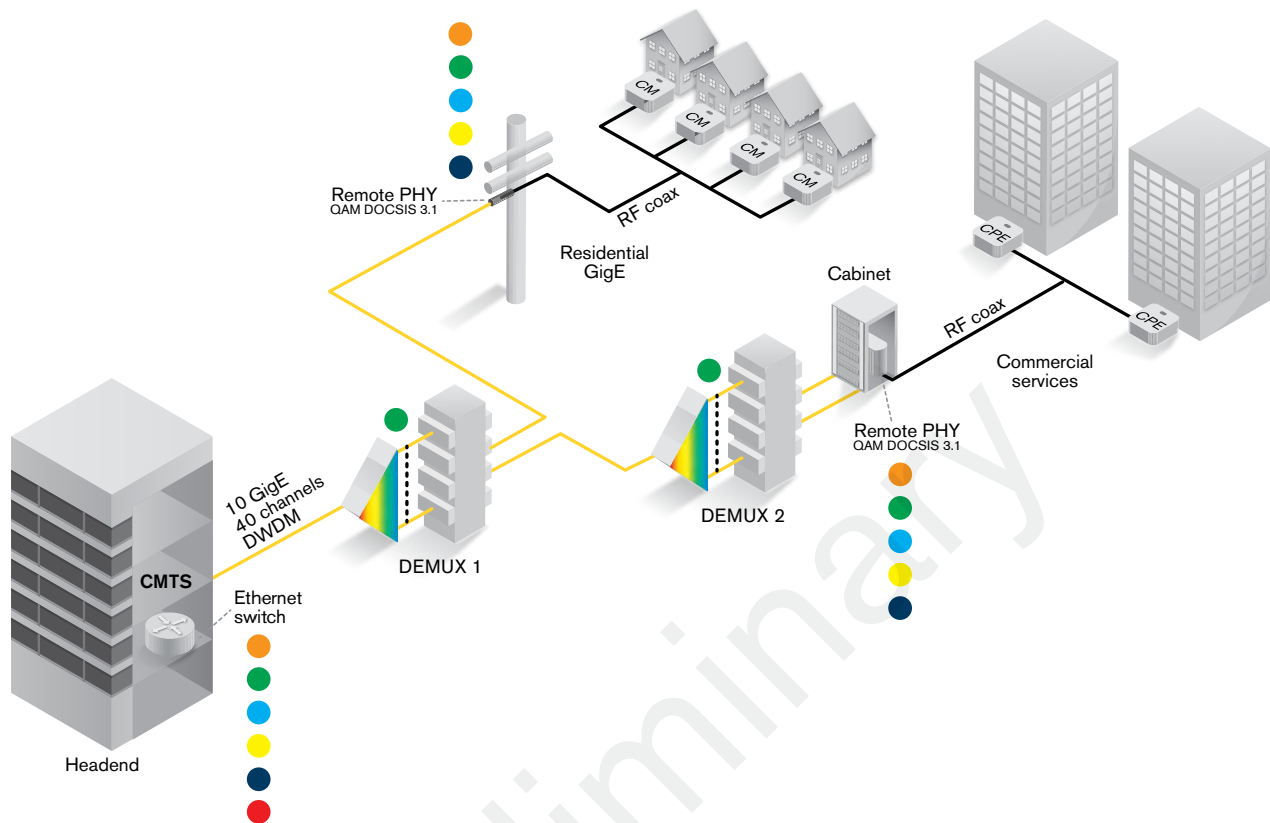 CM
CM
CM
CM
Remote PHY
QAM DOCSIS 3.1
RF coax
Residential
GigE
CPE
CPE
Cabinet
RF coax
Commercial
services
Remote PHY
QAM DOCSIS 3.1
DEMUX 2
10 GigE
40 channels
DWDM
DEMUX 1
CMTS
Ethernet
switch
Headend